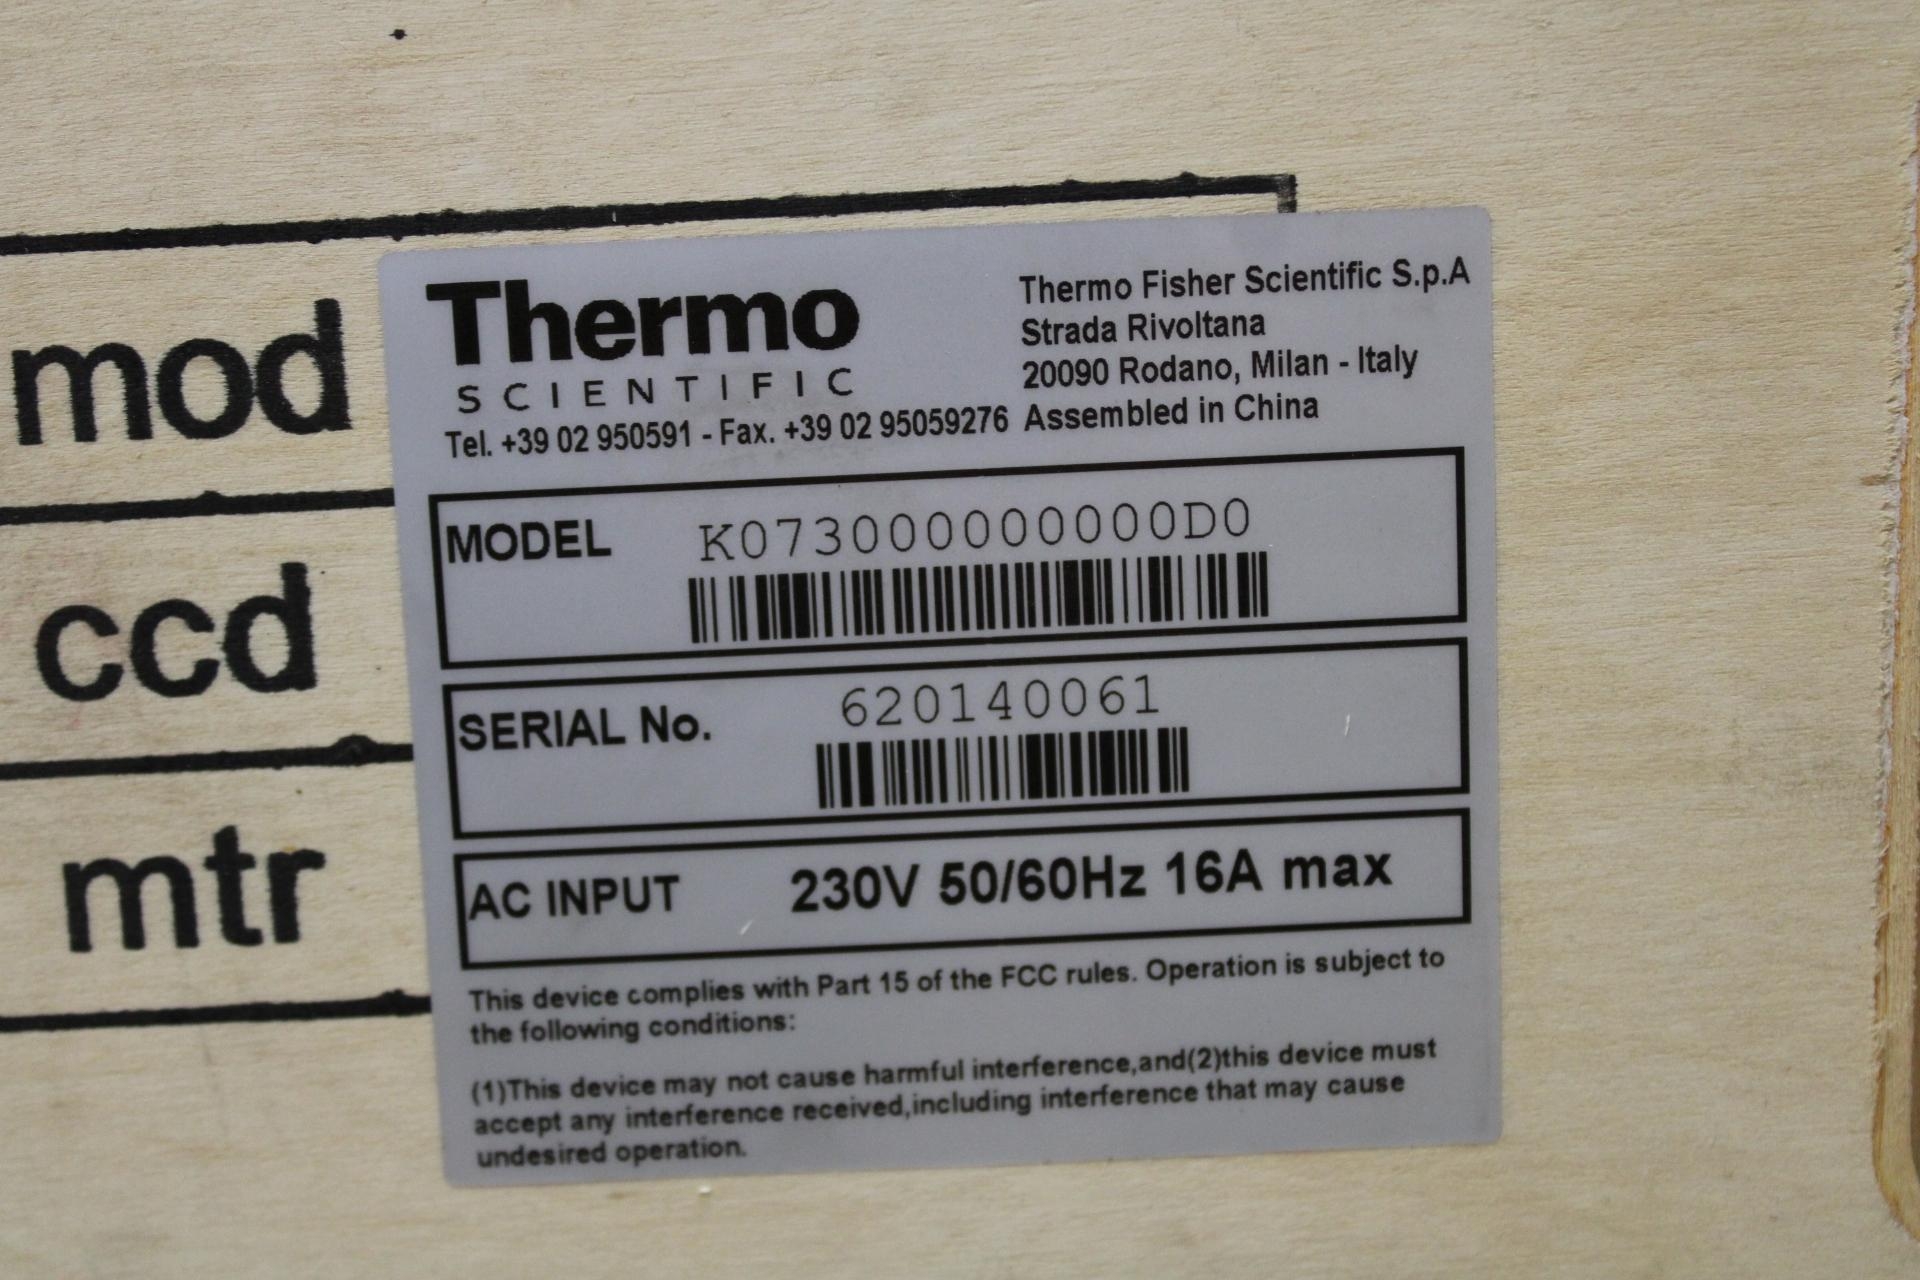 mod
ccd
mtr
Thermo
SCIENTIFIC
Tel. +39 02 950591 - Fax. +39 02 95059276
Thermo Fisher Scientific S.p.A
Strada Rivoltana
20090 Rodano, Milan - Italy
Assembled in China
MODEL K073000000000D0
SERIAL No. 620140061
AC INPUT 230V 50/60Hz 16A max
This device complies with Part 15 of the FCC rules. Operation is subject to
the following conditions:
(1)This device may not cause harmful interference,and(2)this device must
accept any interference received,including interference that may cause
undesired operation.